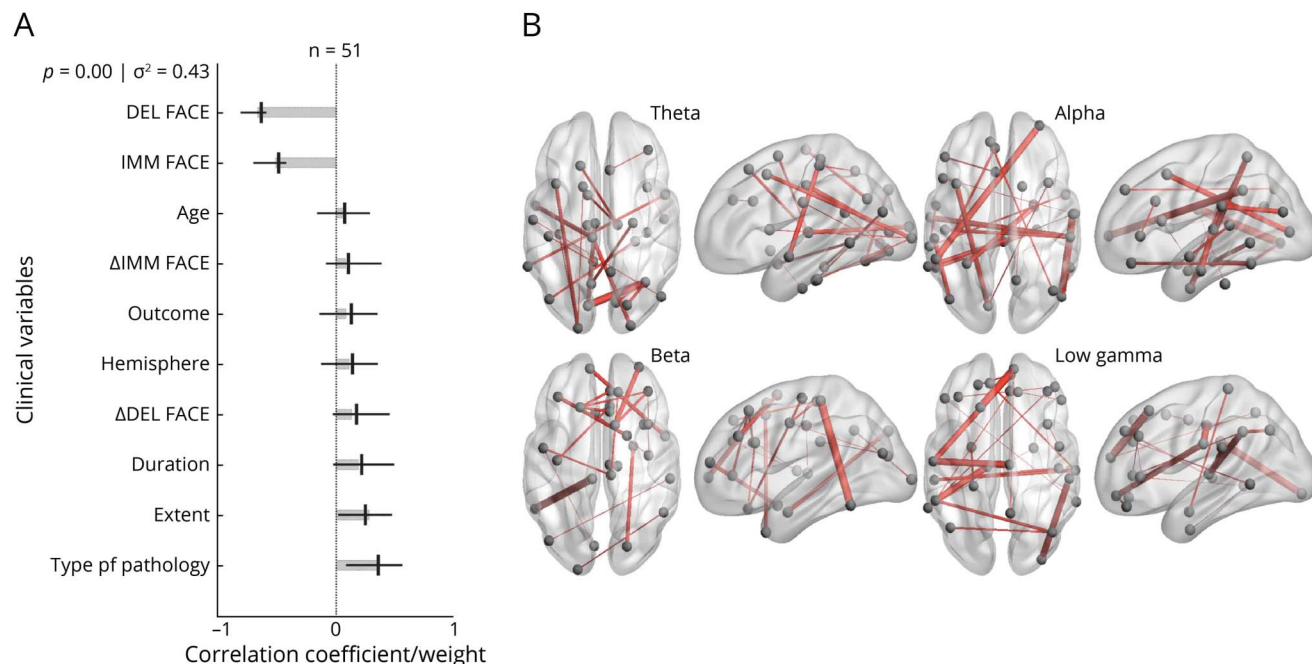 A
n = 51
p = 0.00 | σ² = 0.43
DEL FACE
IMM FACE
Age
ΔIMM FACE
Outcome
Hemisphere
ΔDEL FACE
Duration
Extent
Type pf pathology
Clinical variables
−1
0
1
Correlation coefficient/weight
B
Theta
Alpha
Beta
Low gamma